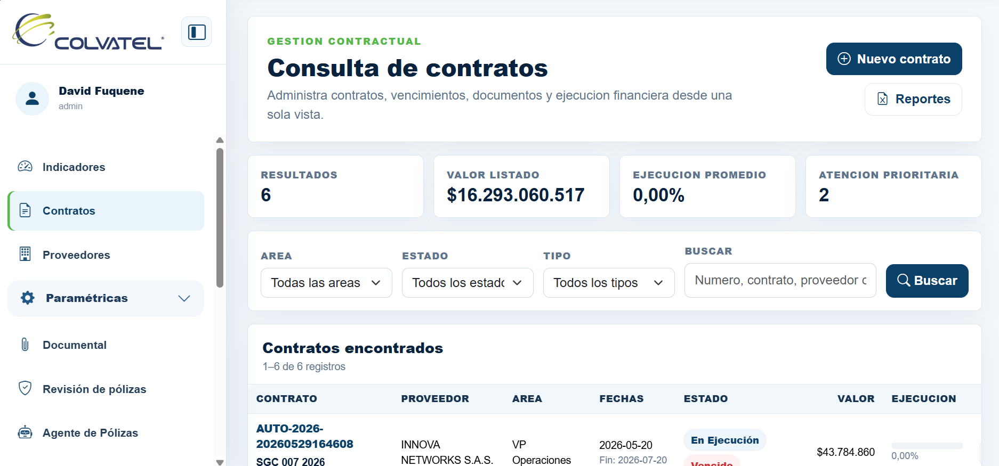 COLVATEL®
David Fuquene
admin
Indicadores
Contratos
Proveedores
Paramétricas
Documental
Revisión de pólizas
Agente de Pólizas
GESTION CONTRACTUAL
Consulta de contratos
Administra contratos, vencimientos, documentos y ejecucion financiera desde una
sola vista.
Nuevo contrato
Reportes
RESULTADOS
6
VALOR LISTADO
$16.293.060.517
EJECUCION PROMEDIO
0,00%
ATENCION PRIORITARIA
2
AREA
Todas las areas
ESTADO
Todos los estado
TIPO
Todos los tipos
BUSCAR
Numero, contrato, proveedor c
Buscar
Contratos encontrados
1–6 de 6 registros
CONTRATO PROVEEDOR AREA FECHAS ESTADO VALOR EJECUCION
AUTO-2026-
20260529164608
SGC 007 2026
INNOVA
NETWORKS S.A.S.
VP
Operaciones
2026-05-20
Fin: 2026-07-20
En Ejecución
Vencido
$43.784.860
0,00%